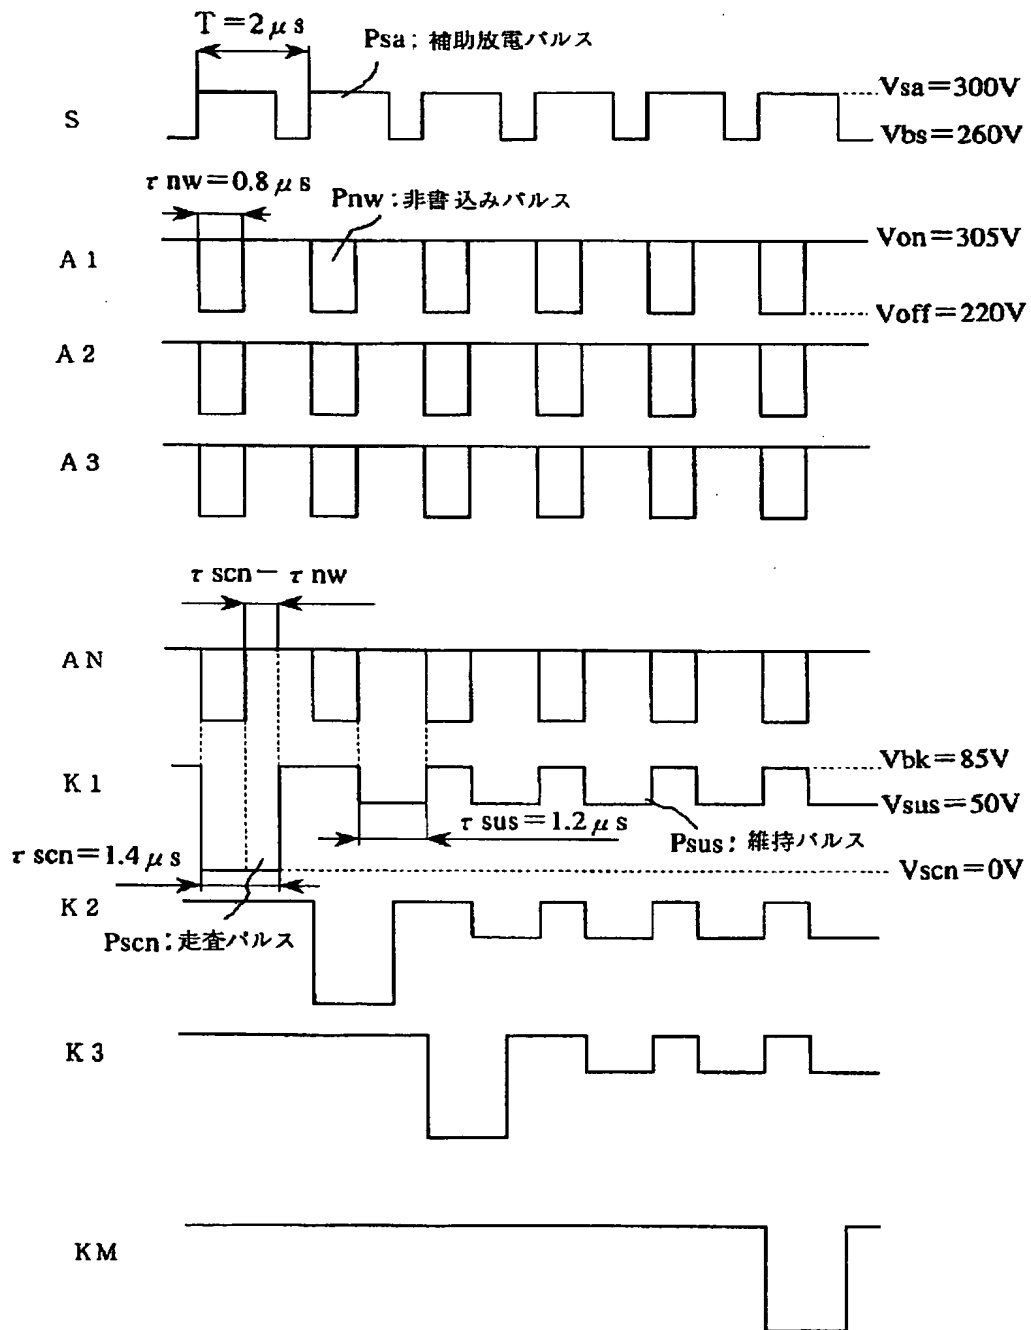 T=2μs
Psa：補助放電パルス
S
Vsa=300V
Vbs=260V
τnw=0.8μs
Pnw：非書込みパルス
A1
Von=305V
Voff=220V
A2
A3
τscn−τnw
AN
K1
Vbk=85V
Vsus=50V
τsus=1.2μs
Psus：維持パルス
τscn=1.4μs
Vscn=0V
K2
Pscn：走査パルス
K3
KM